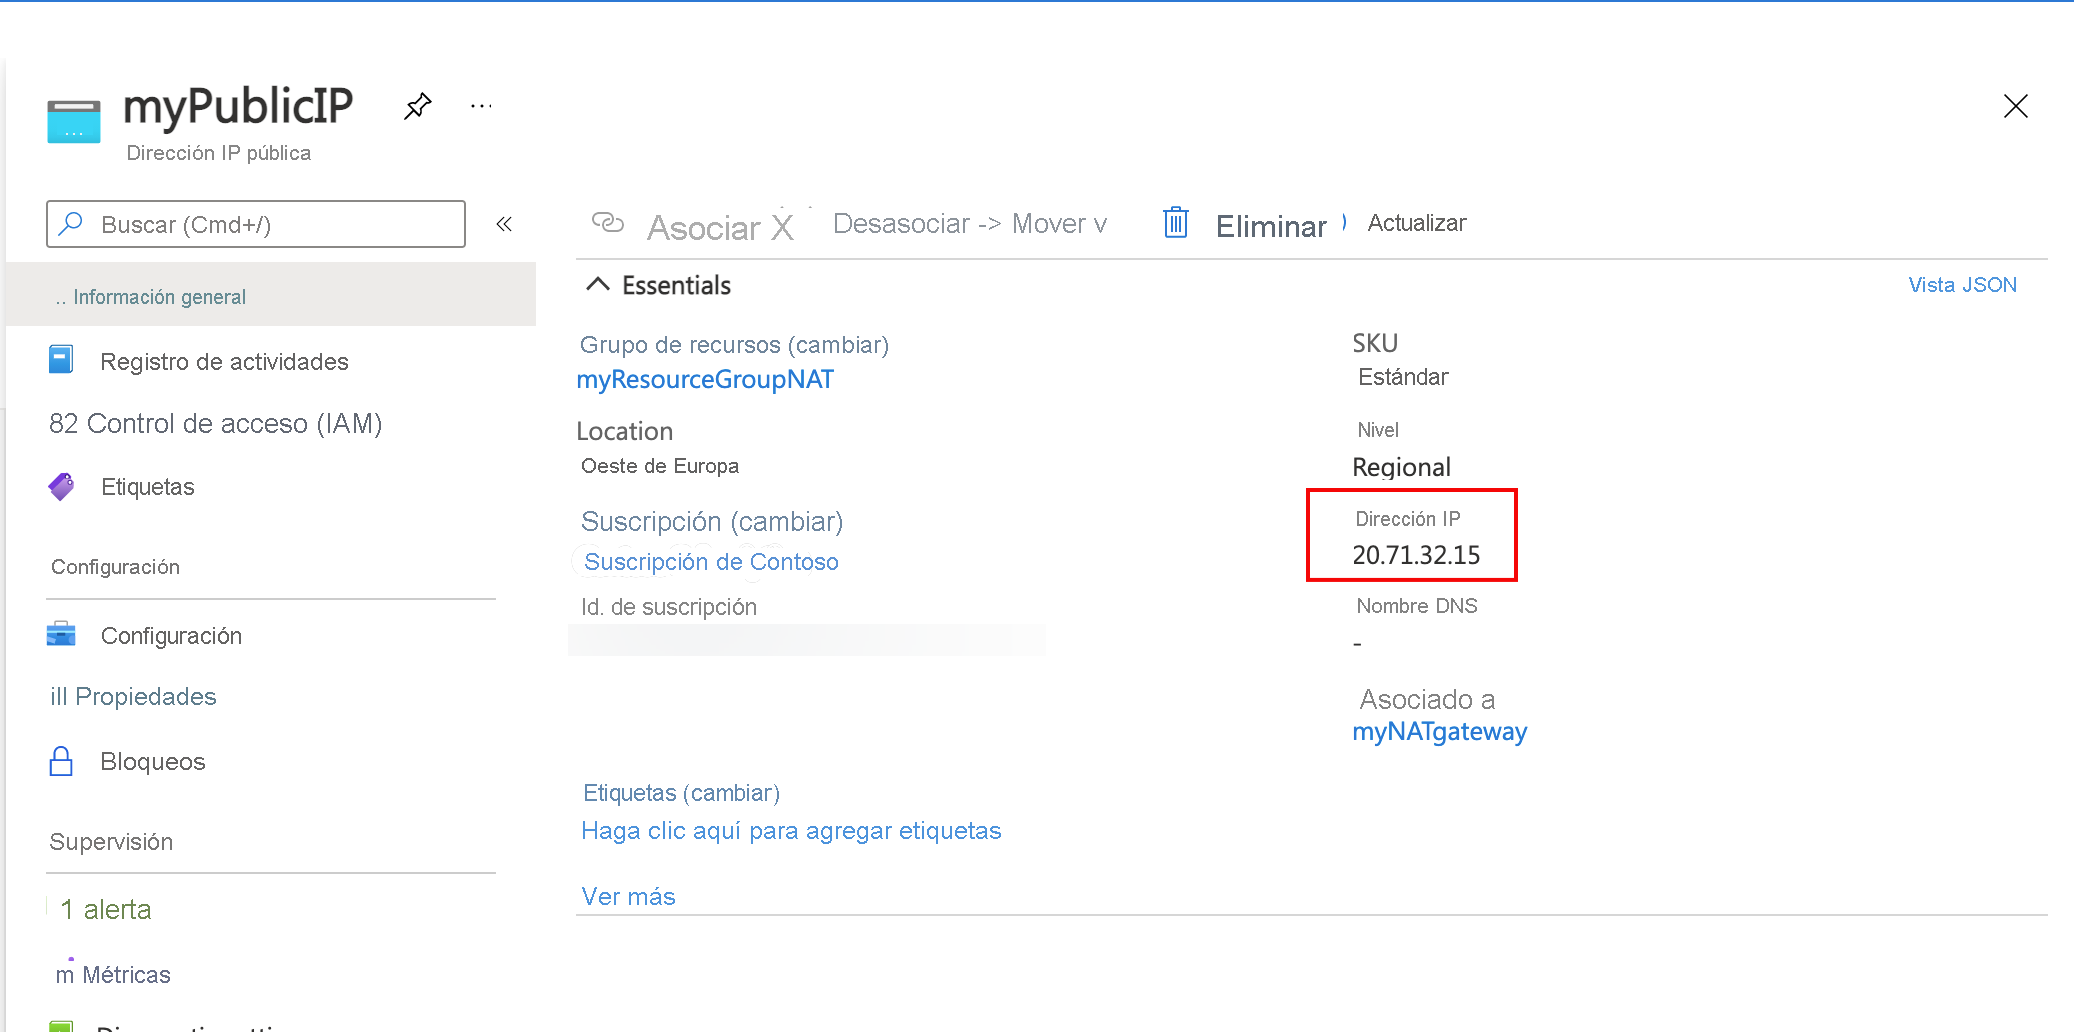 myPublicIP
...
Dirección IP pública
Buscar (Cmd+/)
«
.. Información general
Registro de actividades
82 Control de acceso (IAM)
Etiquetas
Configuración
Configuración
ill Propiedades
Bloqueos
Supervisión
1 alerta
m Métricas
Asociar X Desasociar -> Mover v Eliminar Actualizar
Essentials
Vista JSON
Grupo de recursos (cambiar)
myResourceGroupNAT
Location
Oeste de Europa
Suscripción (cambiar)
Suscripción de Contoso
Id. de suscripción
SKU
Estándar
Nivel
Regional
Dirección IP
20.71.32.15
Nombre DNS
-
Asociado a
myNATgateway
Etiquetas (cambiar)
Haga clic aquí para agregar etiquetas
Ver más